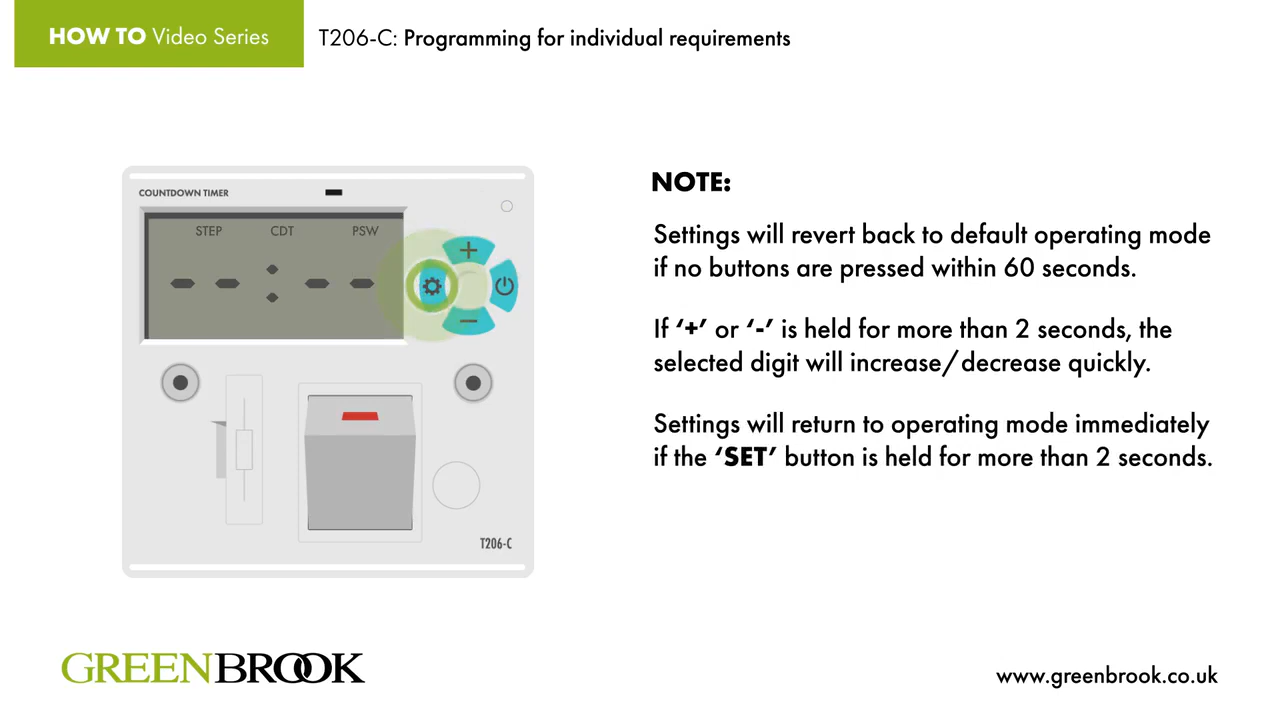 HOW TO Video Series
T206-C: Programming for individual requirements
COUNTDOWN TIMER
STEP CDT PSW
--:--
+
-
T206-C
NOTE:
Settings will revert back to default operating mode
if no buttons are pressed within 60 seconds.
If ‘+’ or ‘-’ is held for more than 2 seconds, the
selected digit will increase/decrease quickly.
Settings will return to operating mode immediately
if the ‘SET’ button is held for more than 2 seconds.
GREENBROOK
www.greenbrook.co.uk